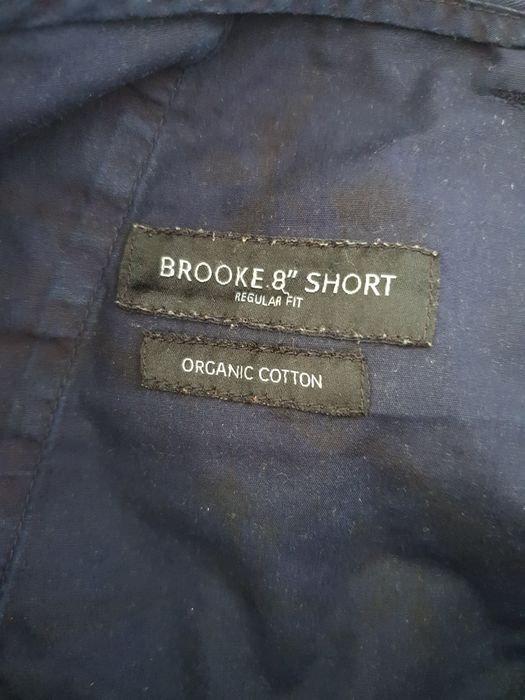 BROOKE.8" SHORT
REGULAR FIT
ORGANIC COTTON